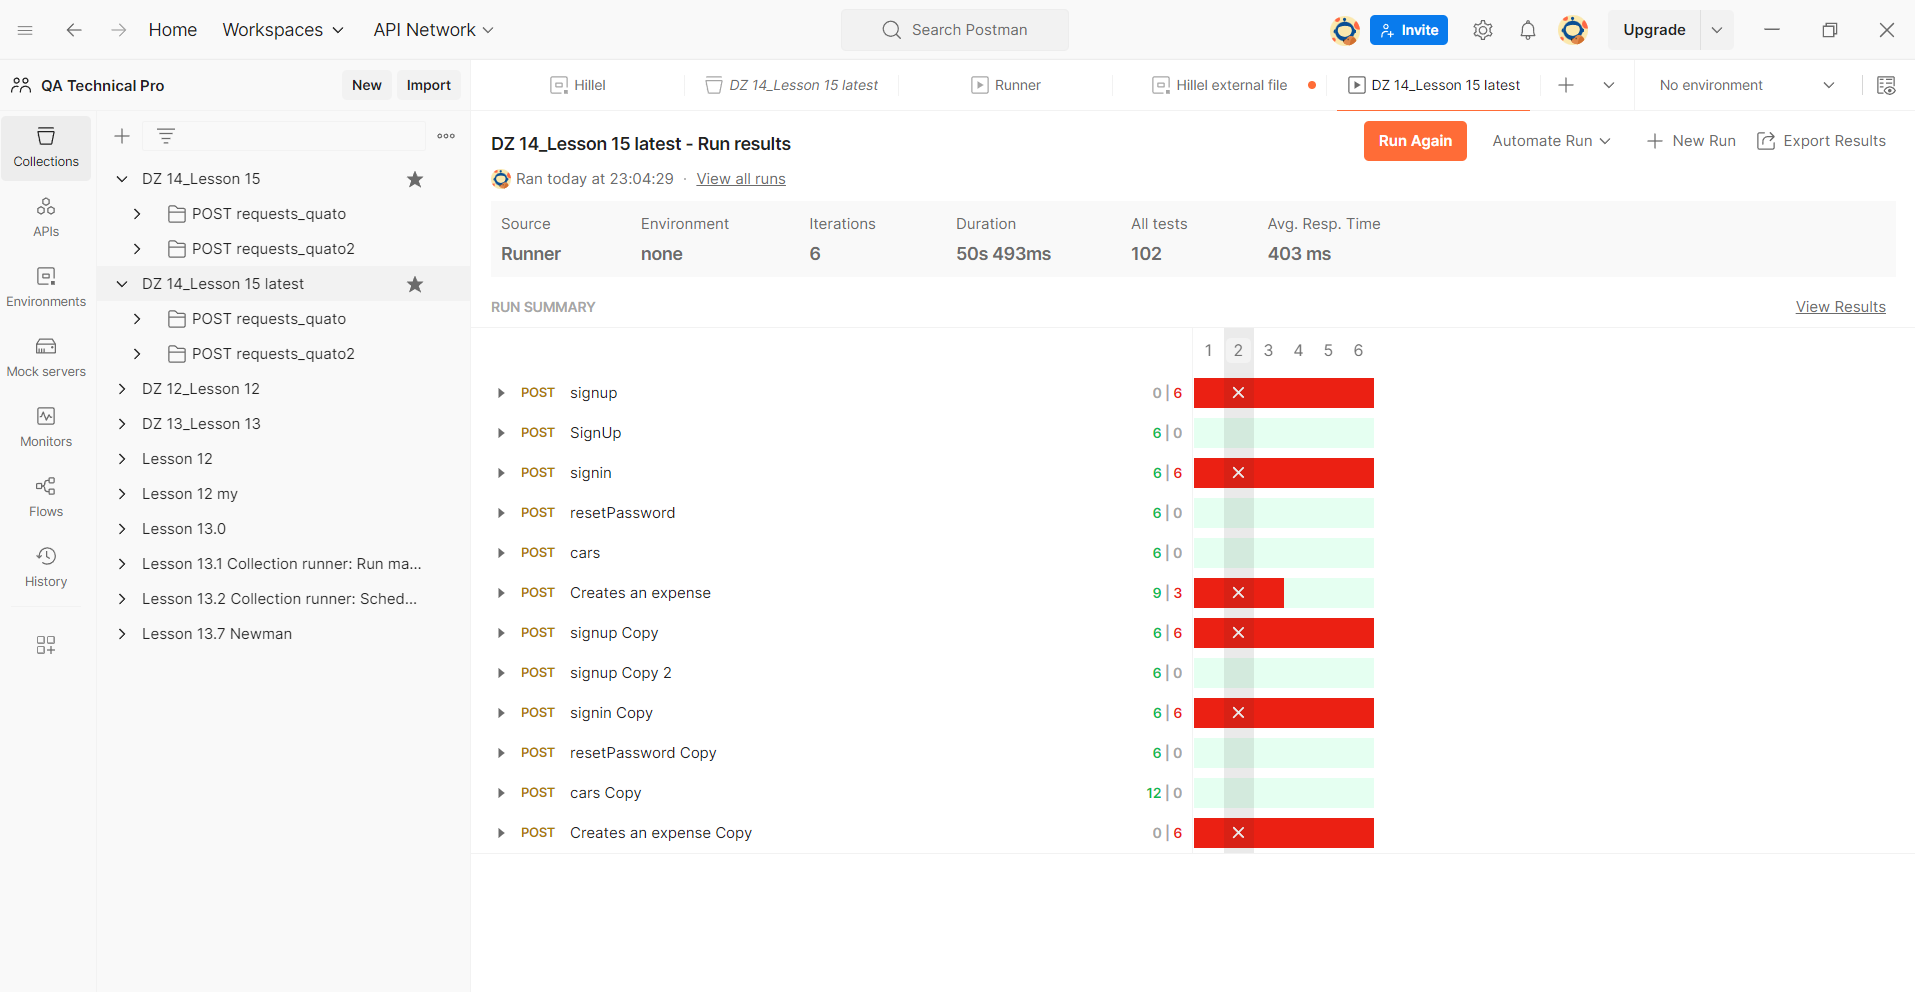 Home
Workspaces
API Network
Search Postman
Invite
Upgrade
QA Technical Pro
New
Import
Hillel
DZ 14_Lesson 15 latest
Runner
Hillel external file
DZ 14_Lesson 15 latest
No environment
Collections
APIs
Environments
Mock servers
Monitors
Flows
History
DZ 14_Lesson 15
POST requests_quato
POST requests_quato2
DZ 14_Lesson 15 latest
POST requests_quato
POST requests_quato2
DZ 12_Lesson 12
DZ 13_Lesson 13
Lesson 12
Lesson 12 my
Lesson 13.0
Lesson 13.1 Collection runner: Run ma...
Lesson 13.2 Collection runner: Sched...
Lesson 13.7 Newman
DZ 14_Lesson 15 latest - Run results
Run Again
Automate Run
New Run
Export Results
Ran today at 23:04:29 · View all runs
Source Environment Iterations Duration All tests Avg. Resp. Time
Runner none 6 50s 493ms 102 403 ms
RUN SUMMARY
View Results
1 2 3 4 5 6
POST signup 0 | 6
POST SignUp 6 | 0
POST signin 6 | 6
POST resetPassword 6 | 0
POST cars 6 | 0
POST Creates an expense 9 | 3
POST signup Copy 6 | 6
POST signup Copy 2 6 | 0
POST signin Copy 6 | 6
POST resetPassword Copy 6 | 0
POST cars Copy 12 | 0
POST Creates an expense Copy 0 | 6